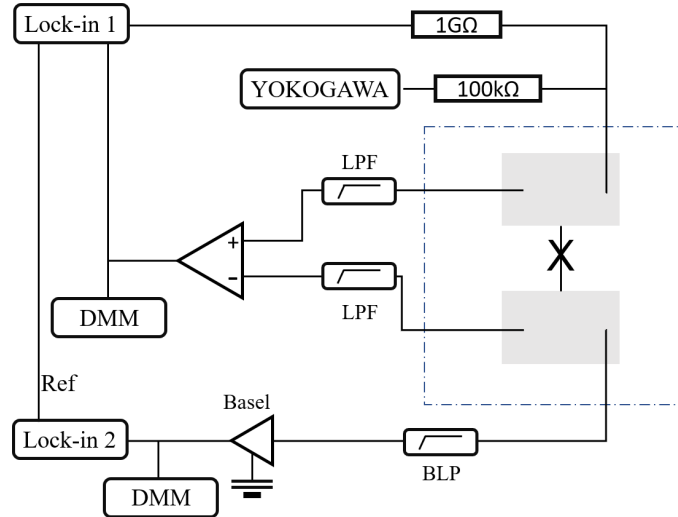 Lock-in 1
1GΩ
YOKOGAWA
100kΩ
LPF
+
X
−
LPF
DMM
Ref
Basel
Lock-in 2
BLP
DMM